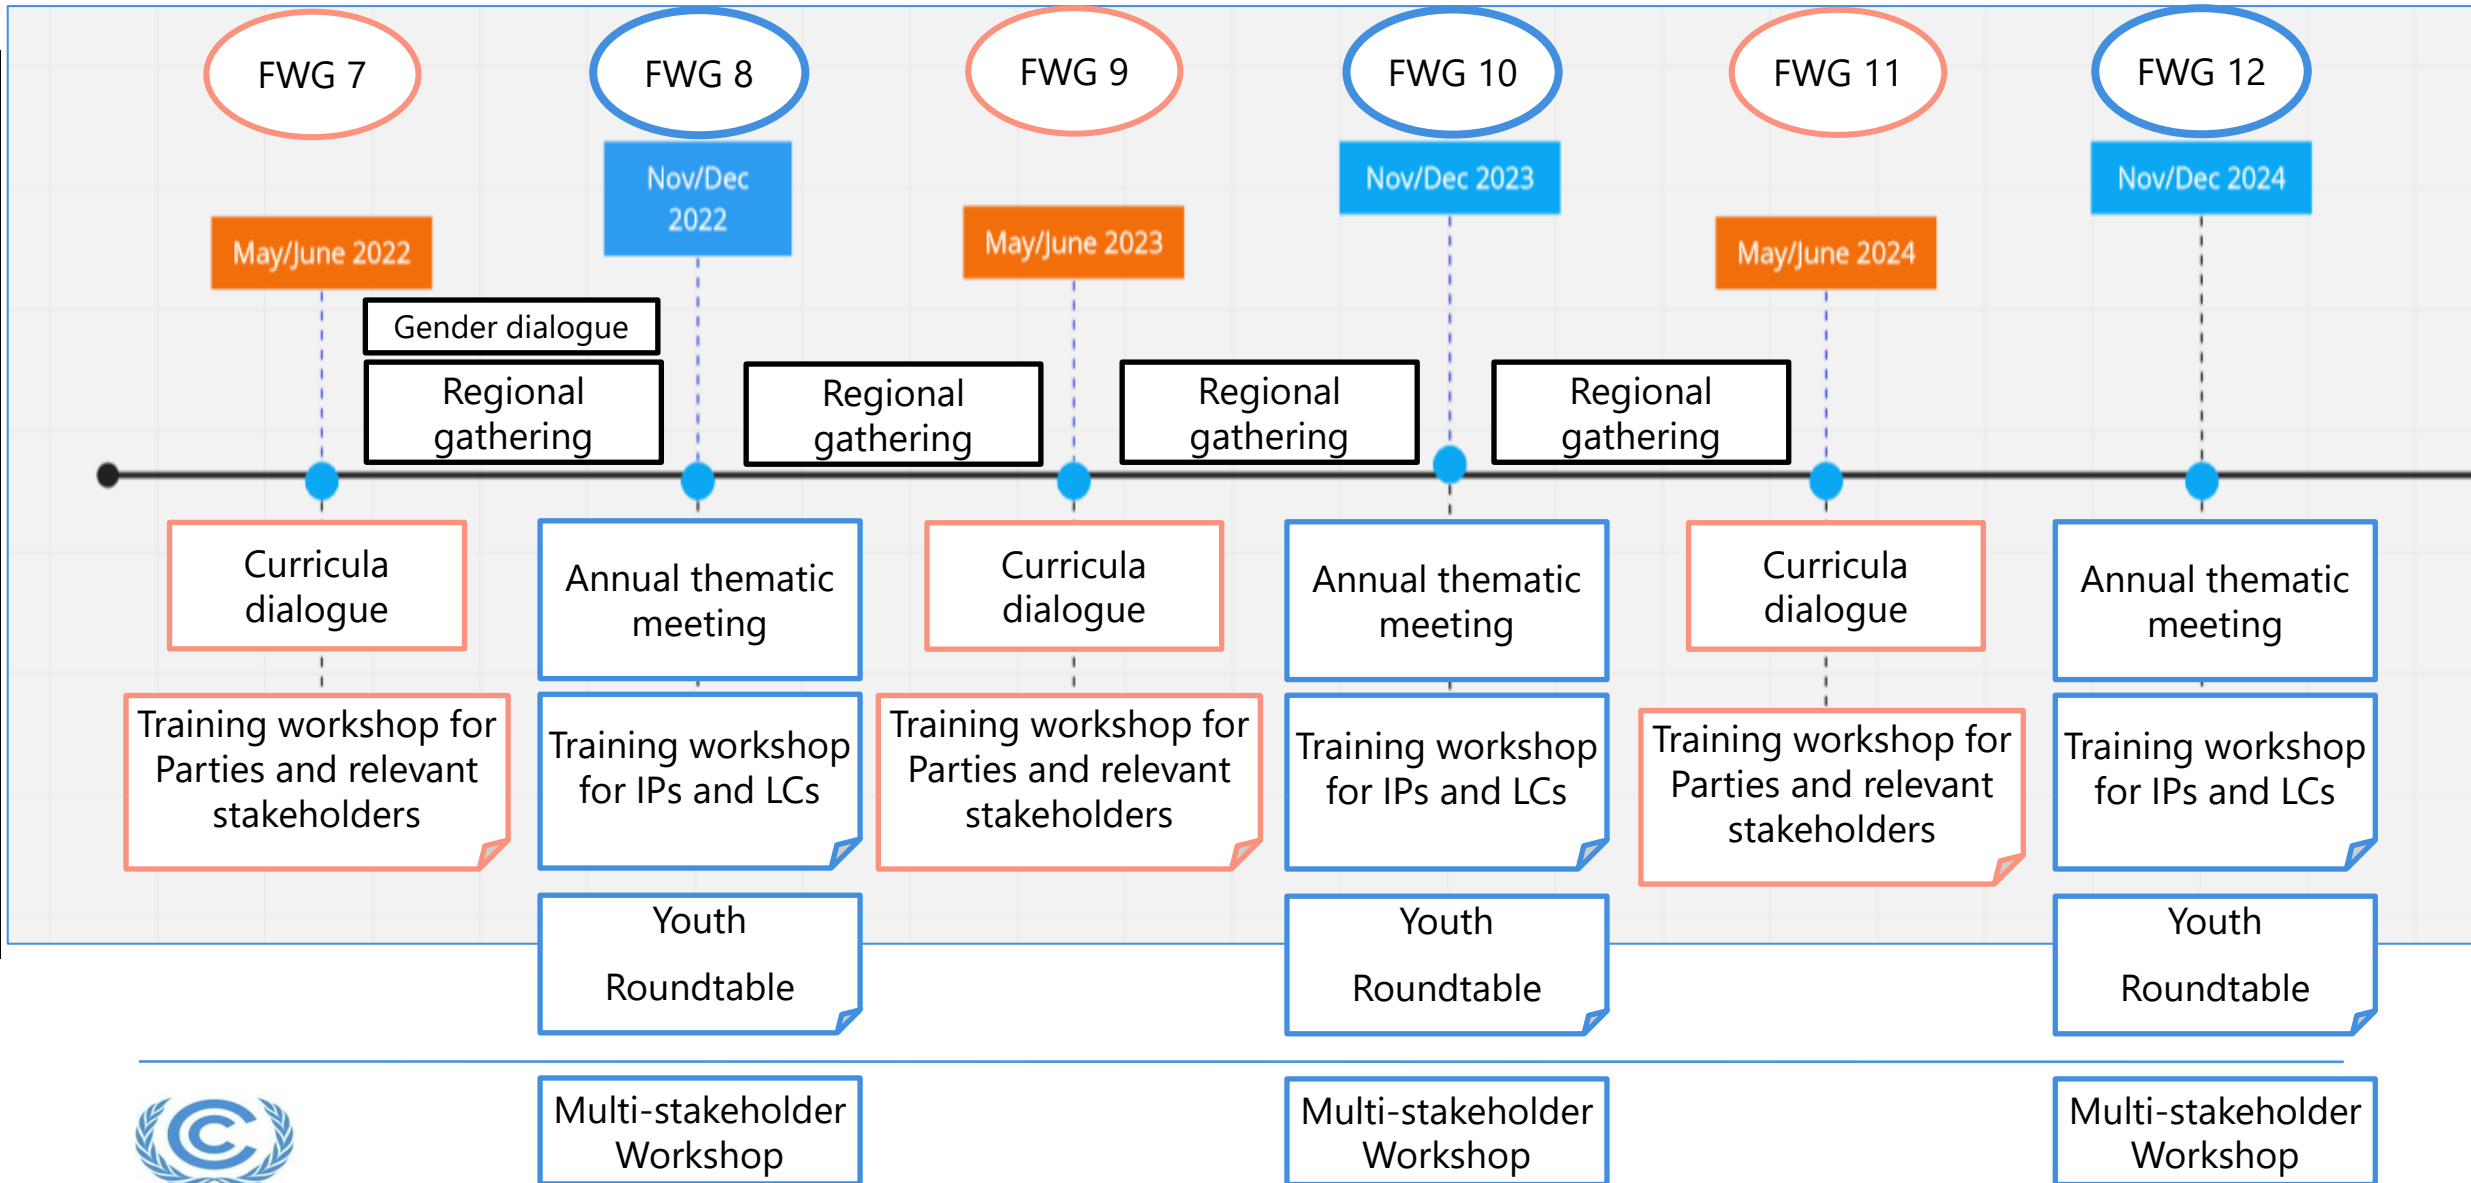 FWG 7
FWG 8
FWG 9
FWG 10
FWG 11
FWG 12
Nov/Dec
2022
Nov/Dec 2023
Nov/Dec 2024
May/June 2022
May/June 2023
May/June 2024
Gender dialogue
Regional
gathering
Regional
gathering
Regional
gathering
Regional
gathering
Curricula
dialogue
Annual thematic
meeting
Curricula
dialogue
Annual thematic
meeting
Curricula
dialogue
Annual thematic
meeting
Training workshop for
Parties and relevant
stakeholders
Training workshop
for IPs and LCs
Training workshop for
Parties and relevant
stakeholders
Training workshop
for IPs and LCs
Training workshop for
Parties and relevant
stakeholders
Training workshop
for IPs and LCs
Youth
Roundtable
Youth
Roundtable
Youth
Roundtable
Multi-stakeholder
Workshop
Multi-stakeholder
Workshop
Multi-stakeholder
Workshop